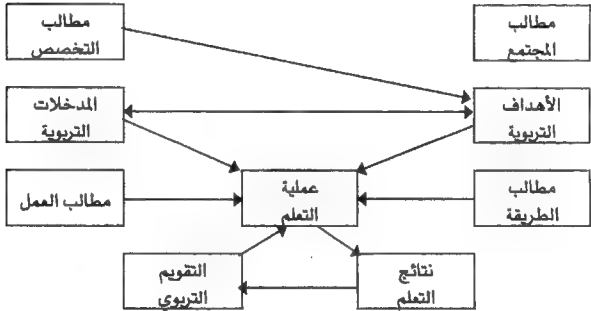 مطالب
المجتمع
مطالب
التخصص
الأهداف
التربوية
المدخلات
التربوية
مطالب
الطريقة
عملية
التعلم
مطالب العمل
نتائج
التعلم
التقويم
التربوي